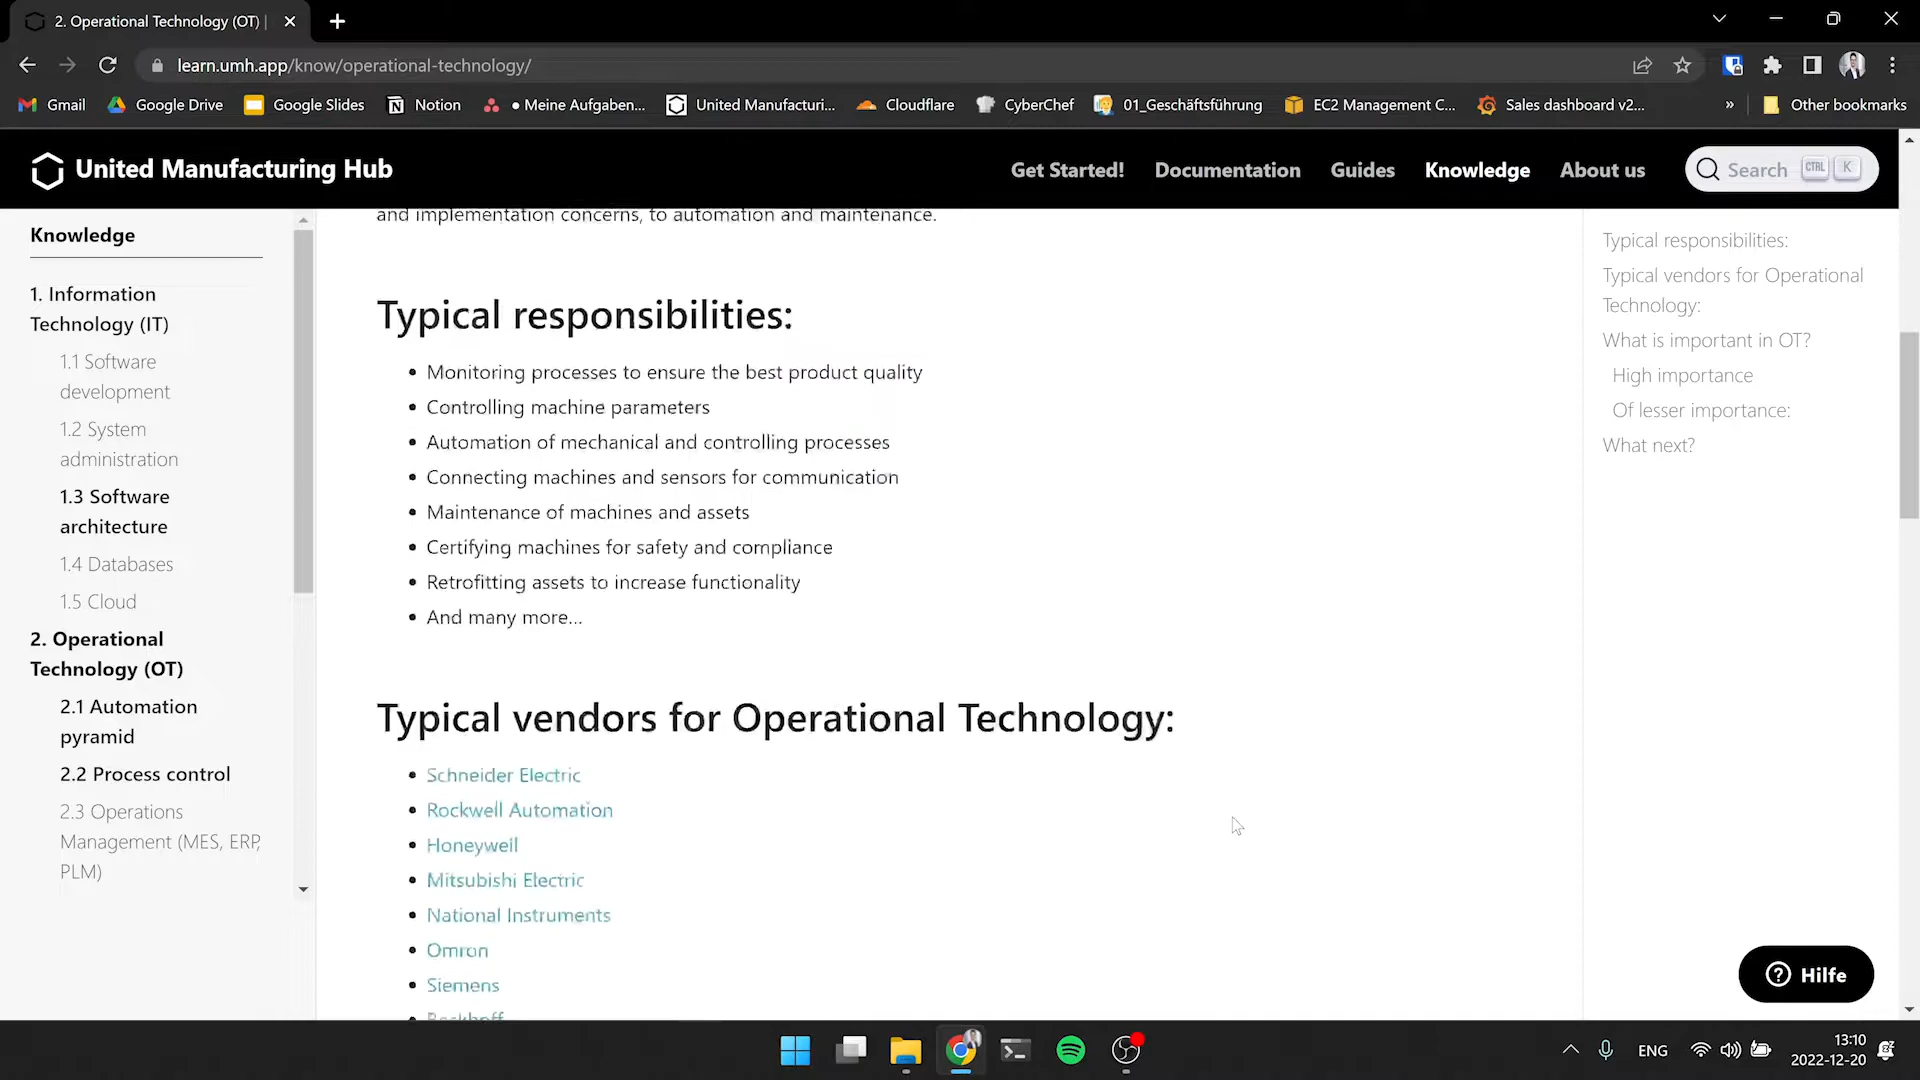 2. Operational Technology (OT) |
learn.umh.app/know/operational-technology/
Gmail
Google Drive
Google Slides
Notion
• Meine Aufgaben...
United Manufacturi...
Cloudflare
CyberChef
01_Geschäftsführung
EC2 Management C...
Sales dashboard v2...
»
Other bookmarks
United Manufacturing Hub
Get Started!
Documentation
Guides
Knowledge
About us
Search CTRL K
Knowledge
1. Information
Technology (IT)
1.1 Software
development
1.2 System
administration
1.3 Software
architecture
1.4 Databases
1.5 Cloud
2. Operational
Technology (OT)
2.1 Automation
pyramid
2.2 Process control
2.3 Operations
Management (MES, ERP,
PLM)
and implementation concerns, to automation and maintenance.
Typical responsibilities:
• Monitoring processes to ensure the best product quality
• Controlling machine parameters
• Automation of mechanical and controlling processes
• Connecting machines and sensors for communication
• Maintenance of machines and assets
• Certifying machines for safety and compliance
• Retrofitting assets to increase functionality
• And many more...
Typical vendors for Operational Technology:
• Schneider Electric
• Rockwell Automation
• Honeywell
• Mitsubishi Electric
• National Instruments
• Omron
• Siemens
• Beckhoff
Typical responsibilities:
Typical vendors for Operational
Technology:
What is important in OT?
High importance
Of lesser importance:
What next?
Hilfe
ENG
13:10
2022-12-20